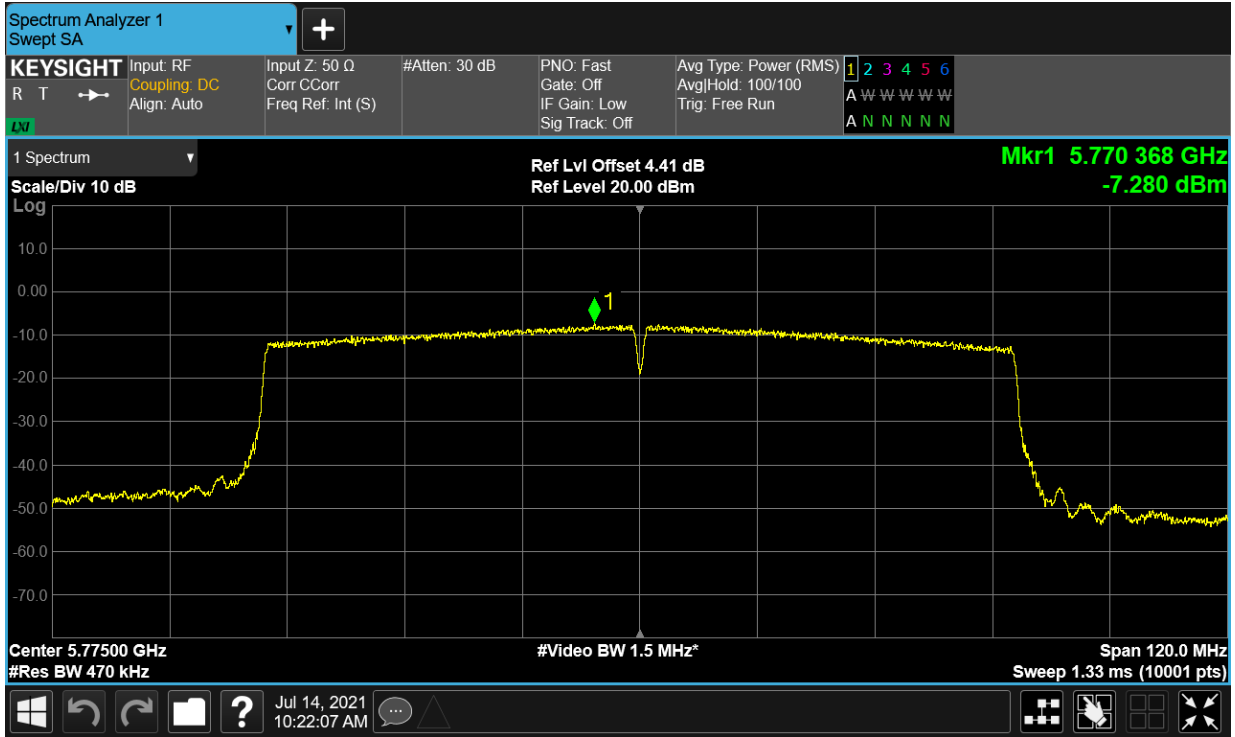 Spectrum Analyzer 1
Swept SA
KEYSIGHT
R T
LXI
Input: RF
Coupling: DC
Align: Auto
Input Z: 50 Ω
Corr CCorr
Freq Ref: Int (S)
#Atten: 30 dB
PNO: Fast
Gate: Off
IF Gain: Low
Sig Track: Off
Avg Type: Power (RMS)
Avg|Hold: 100/100
Trig: Free Run
1 2 3 4 5 6
A W W W W W
A N N N N N
1 Spectrum
Scale/Div 10 dB
Log
Ref Lvl Offset 4.41 dB
Ref Level 20.00 dBm
Mkr1 5.770 368 GHz
-7.280 dBm
10.0
0.00
-10.0
-20.0
-30.0
-40.0
-50.0
-60.0
-70.0
1
Center 5.77500 GHz
#Res BW 470 kHz
#Video BW 1.5 MHz*
Span 120.0 MHz
Sweep 1.33 ms (10001 pts)
?
Jul 14, 2021
10:22:07 AM